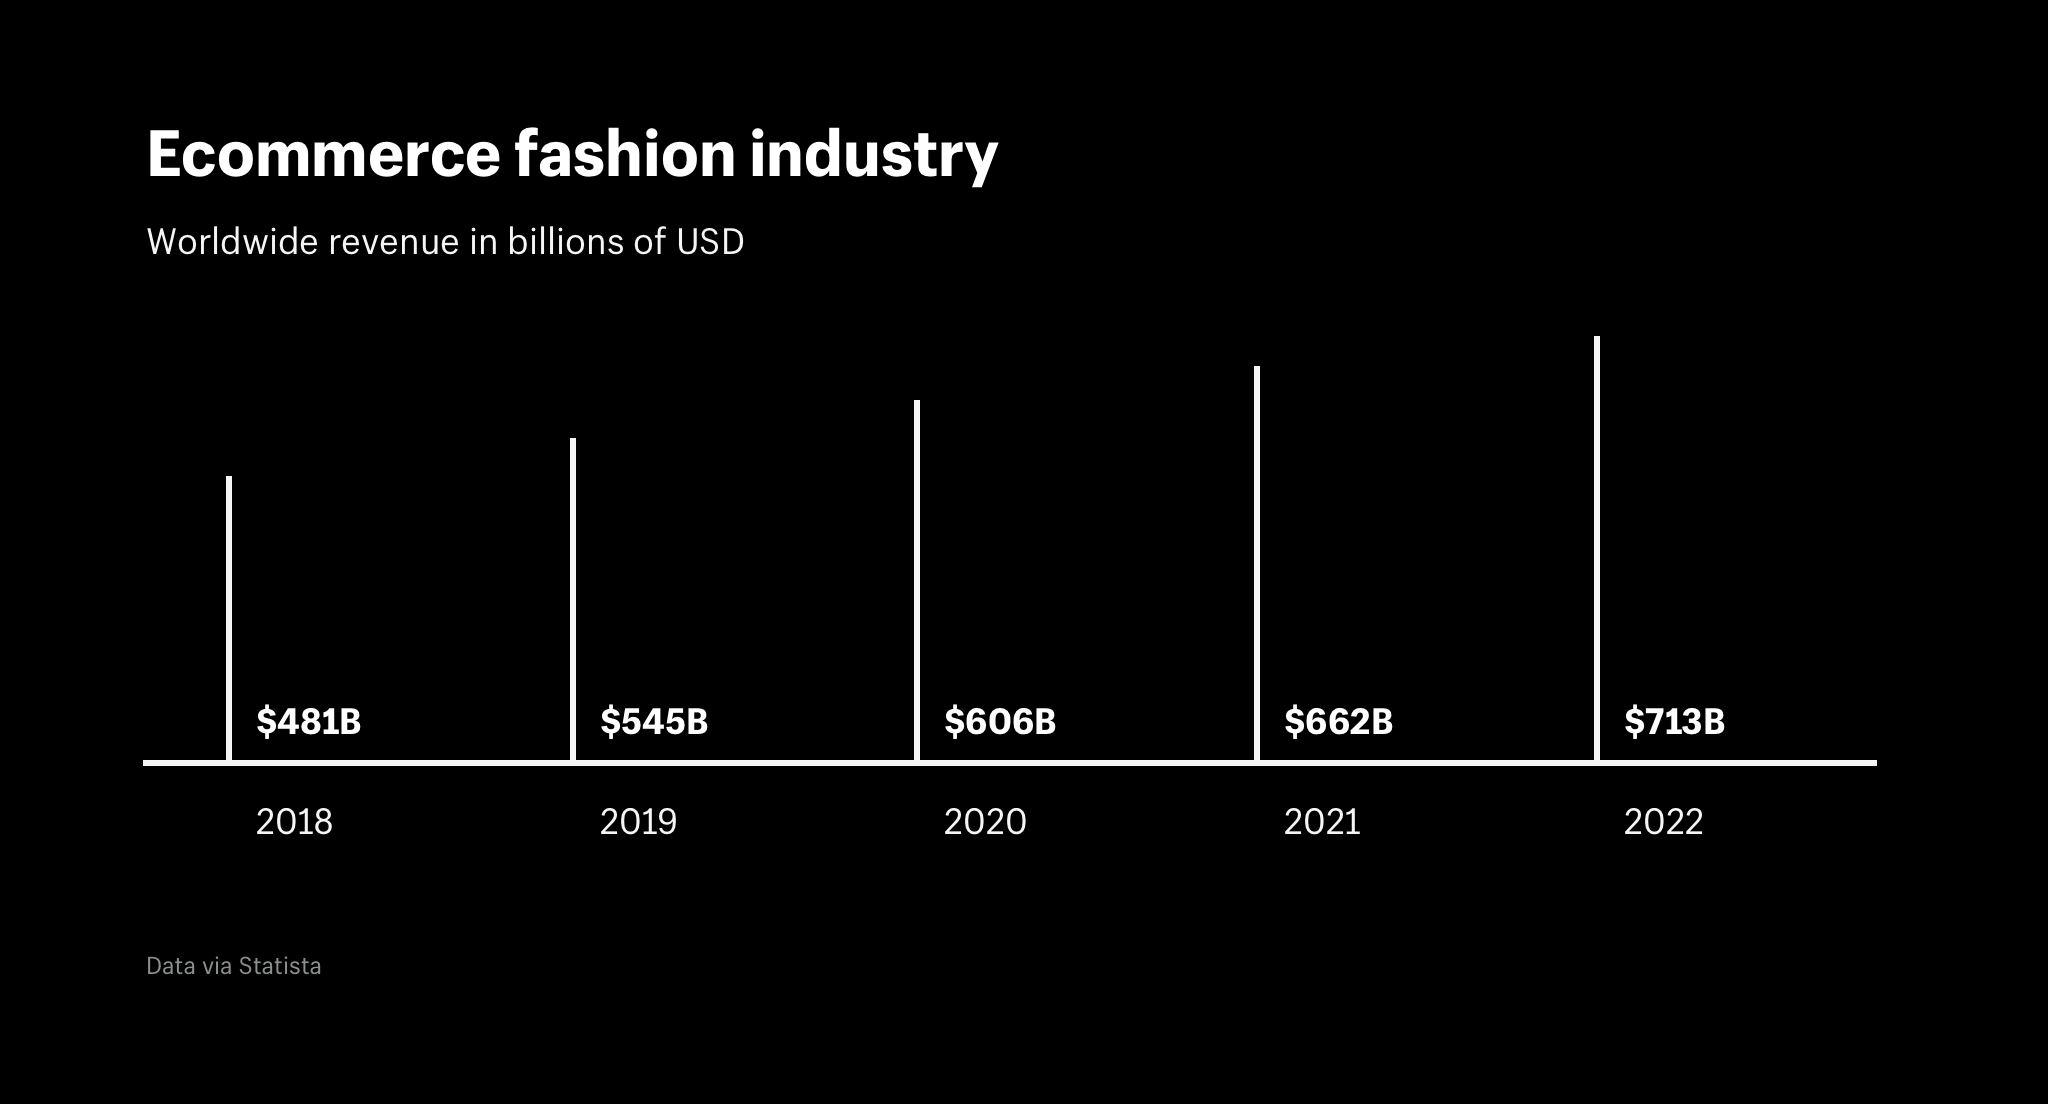 Ecommerce fashion industry
Worldwide revenue in billions of USD
$481B
$545B
$606B
$662B
$713B
2018
2019
2020
2021
2022
Data via Statista